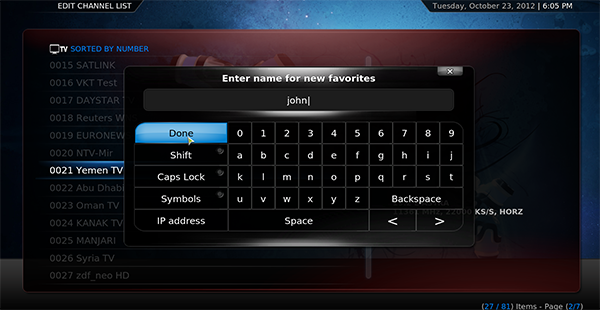 EDIT CHANNEL LIST
Tuesday, October 23, 2012 | 6:05 PM
TV SORTED BY NUMBER
0015 SATLINK
0016 VKT Test
0017 DAYSTAR
0018 Reuters
0019 EURONEW
0020 NTV-Mir
0021 Yemen TV
0022 Abu Dhabi
0023 Oman TV
0024 KANAK TV
0025 MANJARI
0026 Syria TV
0027 zdf_neo HD
Enter name for new favorites
john
Done 0 1 2 3 4 5 6 7 8 9
Shift a b c d e f g h i j
Caps Lock k l m n o p q r s t
Symbols u v w x y z Backspace
IP address Space < >
22000 KS/S, HORZ
(27 / 81) Items - Page (2/7)